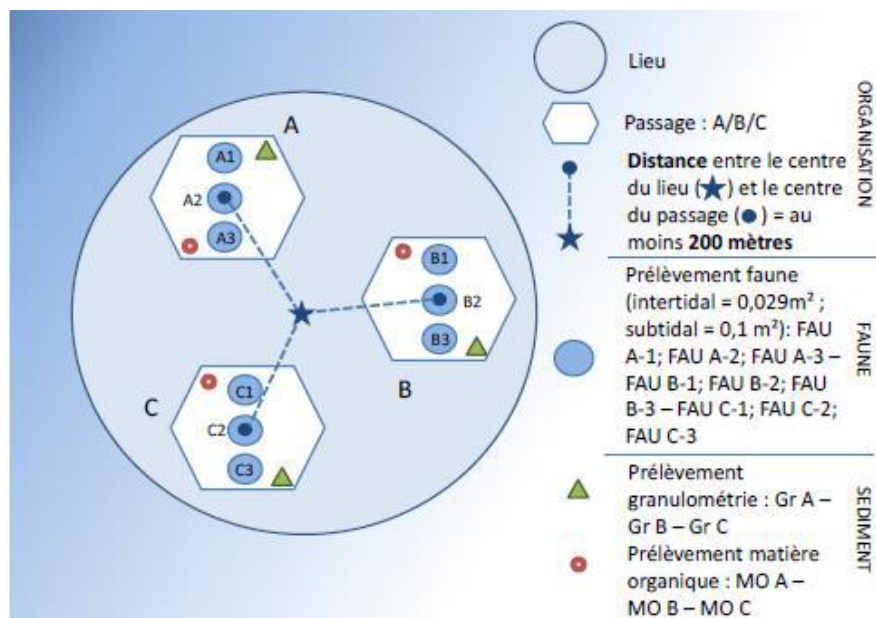 A
A1
A2
A3
B1
B2
B3
B
C
C1
C2
C3
Lieu
Passage : A/B/C
Distance entre le centre
du lieu (★) et le centre
du passage (●) = au
moins 200 mètres
ORGANISATION
Prélèvement faune
(intertidal = 0,029m² ;
subtidal = 0,1 m²): FAU
A-1; FAU A-2; FAU A-3 –
FAU B-1; FAU B-2; FAU
B-3 – FAU C-1; FAU C-2;
FAU C-3
FAUNE
Prélèvement
granulométrie : Gr A –
Gr B – Gr C
Prélèvement matière
organique : MO A –
MO B – MO C
SEDIMENT